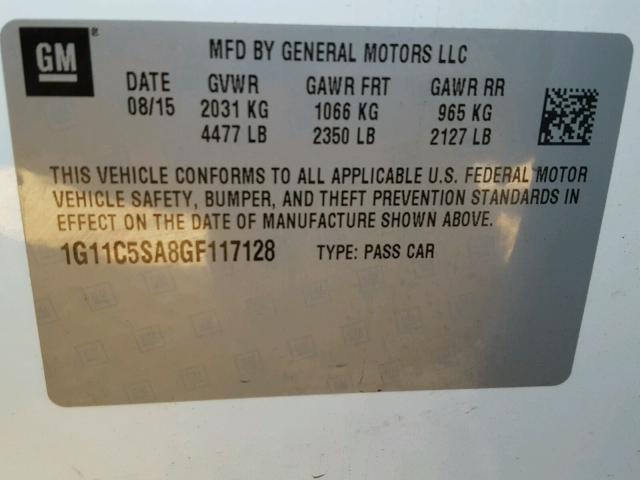 GM ®
MFD BY GENERAL MOTORS LLC
DATE GVWR GAWR FRT GAWR RR
08/15 2031 KG 1066 KG 965 KG
4477 LB 2350 LB 2127 LB
THIS VEHICLE CONFORMS TO ALL APPLICABLE U.S. FEDERAL MOTOR
VEHICLE SAFETY, BUMPER, AND THEFT PREVENTION STANDARDS IN
EFFECT ON THE DATE OF MANUFACTURE SHOWN ABOVE.
1G11C5SA8GF117128 TYPE: PASS CAR